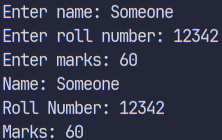 Enter name: Someone
Enter roll number: 12342
Enter marks: 60
Name: Someone
Roll Number: 12342
Marks: 60